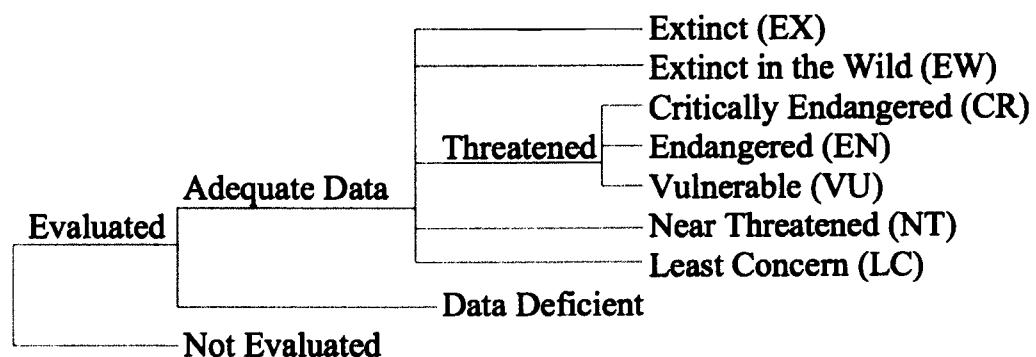 Extinct (EX)
Extinct in the Wild (EW)
Critically Endangered (CR)
Threatened
Endangered (EN)
Vulnerable (VU)
Adequate Data
Near Threatened (NT)
Evaluated
Least Concern (LC)
Data Deficient
Not Evaluated